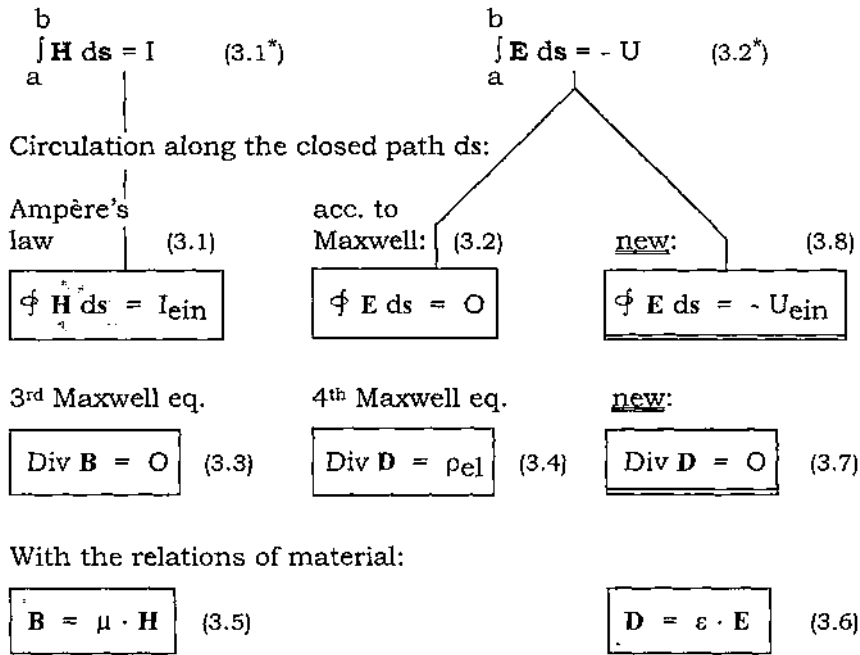 b
∫ H ds = I (3.1*)
a
b
∫ E ds = - U (3.2*)
a
Circulation along the closed path ds:
Ampère's
law (3.1)
acc. to
Maxwell: (3.2)
new: (3.8)
∮ H ds = Iein
∮ E ds = O
∮ E ds = - Uein
3rd Maxwell eq.
4th Maxwell eq.
new:
Div B = O (3.3)
Div D = ρel (3.4)
Div D = O (3.7)
With the relations of material:
B = μ · H (3.5)
D = ε · E (3.6)